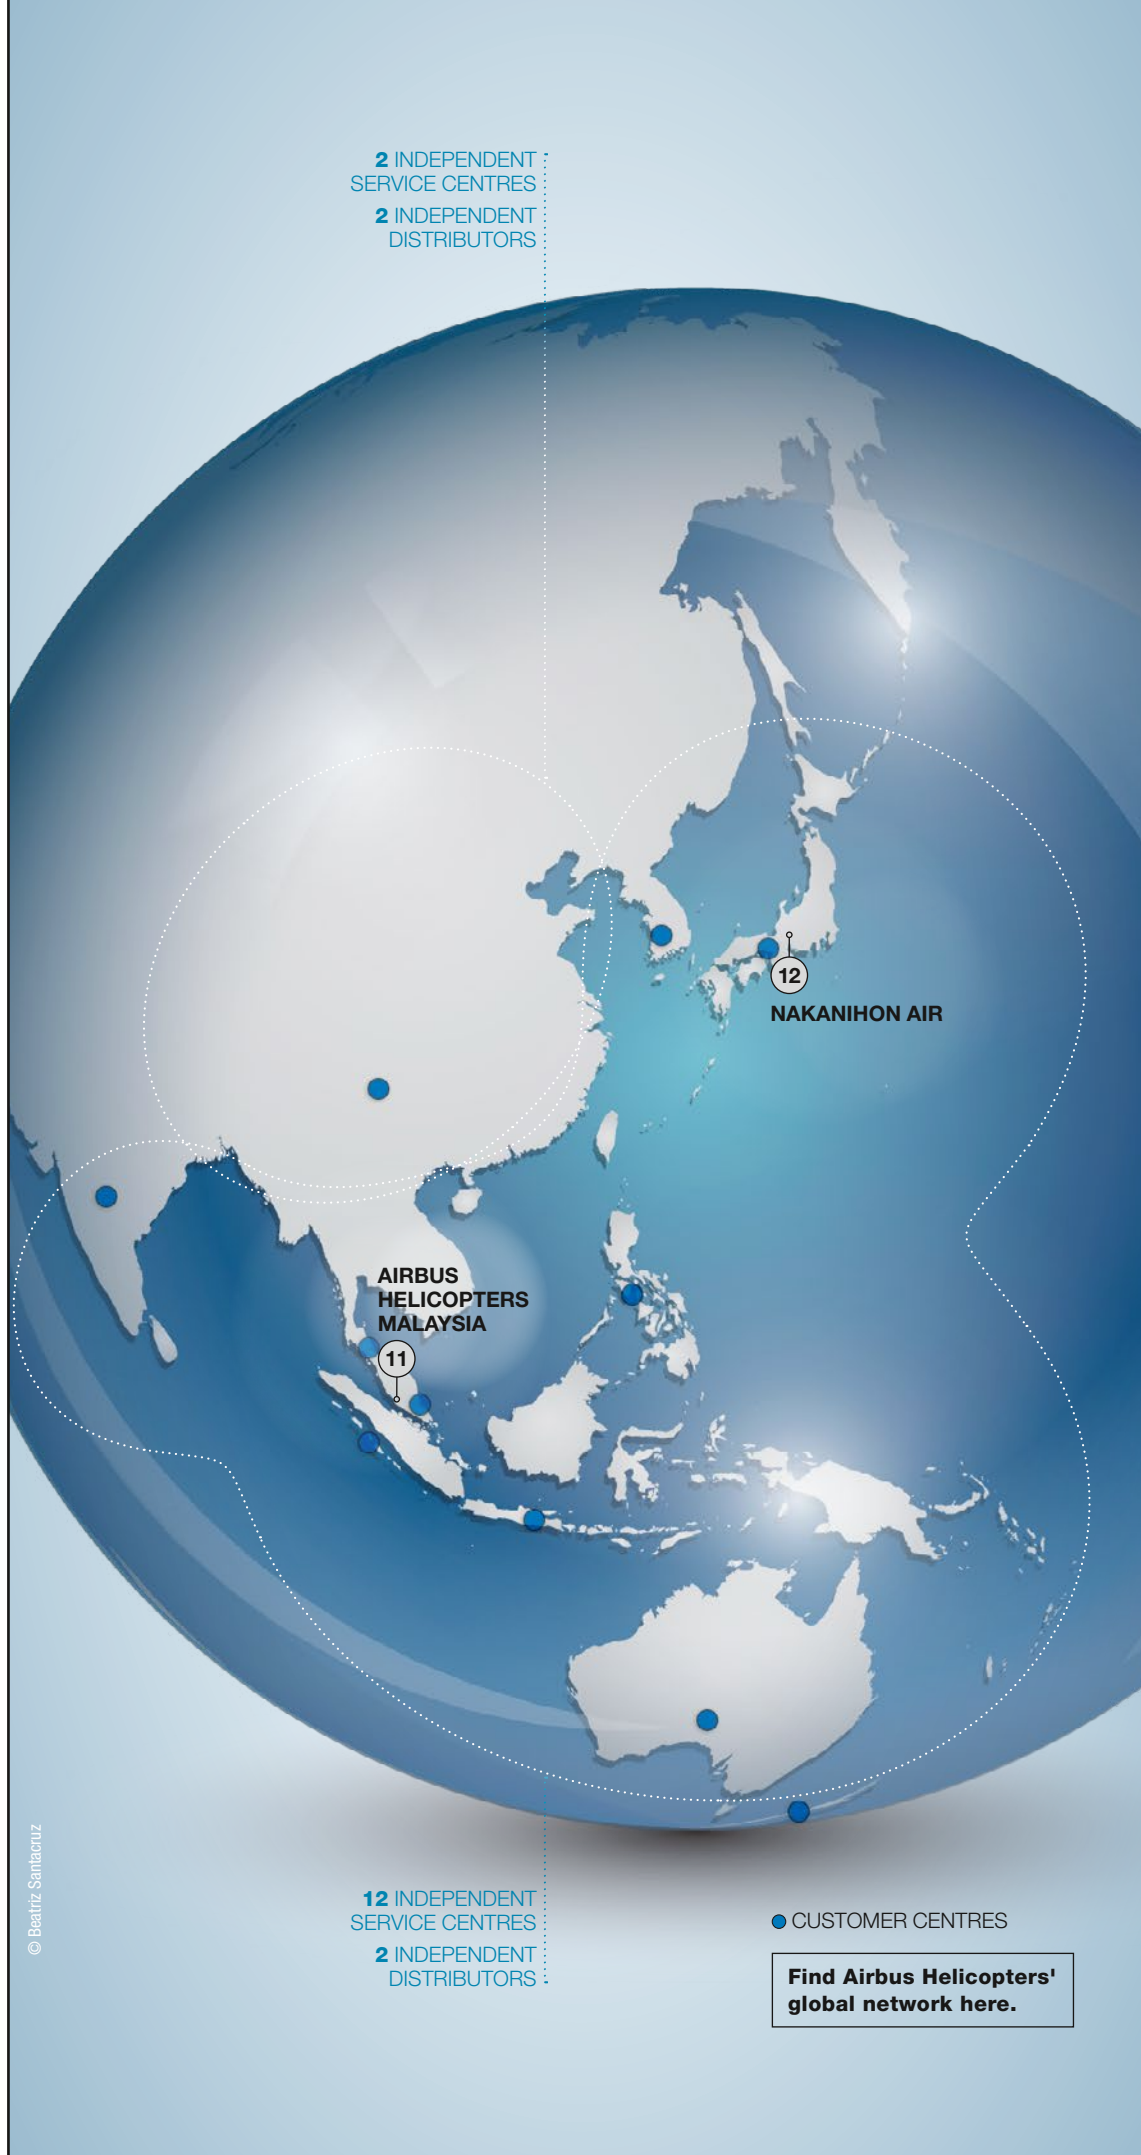 2 INDEPENDENT
SERVICE CENTRES
2 INDEPENDENT
DISTRIBUTORS
12
NAKANIHON AIR
AIRBUS
HELICOPTERS
MALAYSIA
11
12 INDEPENDENT
SERVICE CENTRES
2 INDEPENDENT
DISTRIBUTORS
CUSTOMER CENTRES
Find Airbus Helicopters'
global network here.
© Beatriz Santacruz